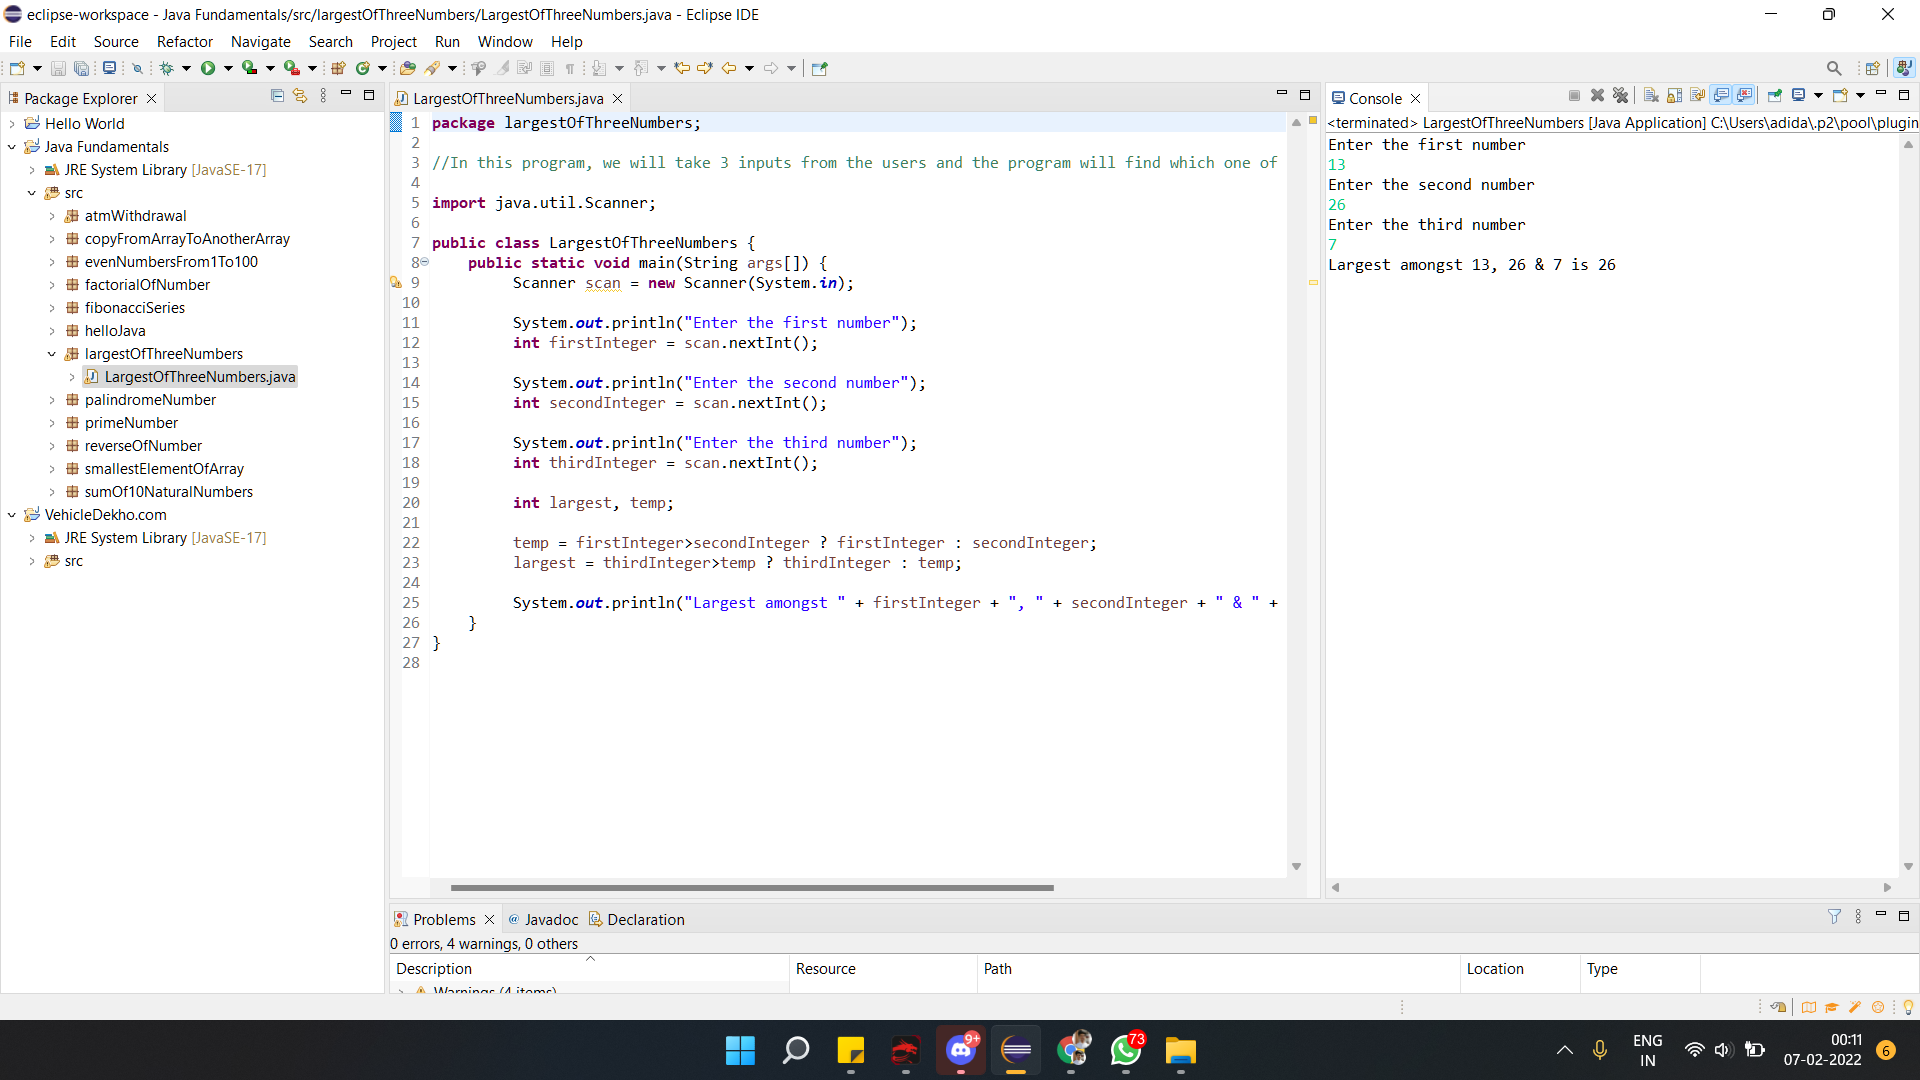 eclipse-workspace - Java Fundamentals/src/largestOfThreeNumbers/LargestOfThreeNumbers.java - Eclipse IDE
File Edit Source Refactor Navigate Search Project Run Window Help
Package Explorer
Hello World
Java Fundamentals
JRE System Library [JavaSE-17]
src
atmWithdrawal
copyFromArrayToAnotherArray
evenNumbersFrom1To100
factorialOfNumber
fibonacciSeries
helloJava
largestOfThreeNumbers
LargestOfThreeNumbers.java
palindromeNumber
primeNumber
reverseOfNumber
smallestElementOfArray
sumOf10NaturalNumbers
VehicleDekho.com
JRE System Library [JavaSE-17]
src
LargestOfThreeNumbers.java
1 package largestOfThreeNumbers;
2
3 //In this program, we will take 3 inputs from the users and the program will find which one of
4
5 import java.util.Scanner;
6
7 public class LargestOfThreeNumbers {
8 public static void main(String args[]) {
9 Scanner scan = new Scanner(System.in);
10
11 System.out.println("Enter the first number");
12 int firstInteger = scan.nextInt();
13
14 System.out.println("Enter the second number");
15 int secondInteger = scan.nextInt();
16
17 System.out.println("Enter the third number");
18 int thirdInteger = scan.nextInt();
19
20 int largest, temp;
21
22 temp = firstInteger>secondInteger ? firstInteger : secondInteger;
23 largest = thirdInteger>temp ? thirdInteger : temp;
24
25 System.out.println("Largest amongst " + firstInteger + ", " + secondInteger + " & " +
26 }
27 }
28
Console
<terminated> LargestOfThreeNumbers [Java Application] C:\Users\adida\.p2\pool\plugin
Enter the first number
13
Enter the second number
26
Enter the third number
7
Largest amongst 13, 26 & 7 is 26
Problems @ Javadoc Declaration
0 errors, 4 warnings, 0 others
Description Resource Path Location Type
Warnings (4 items)
9+
73
ENG
IN
00:11
07-02-2022
6